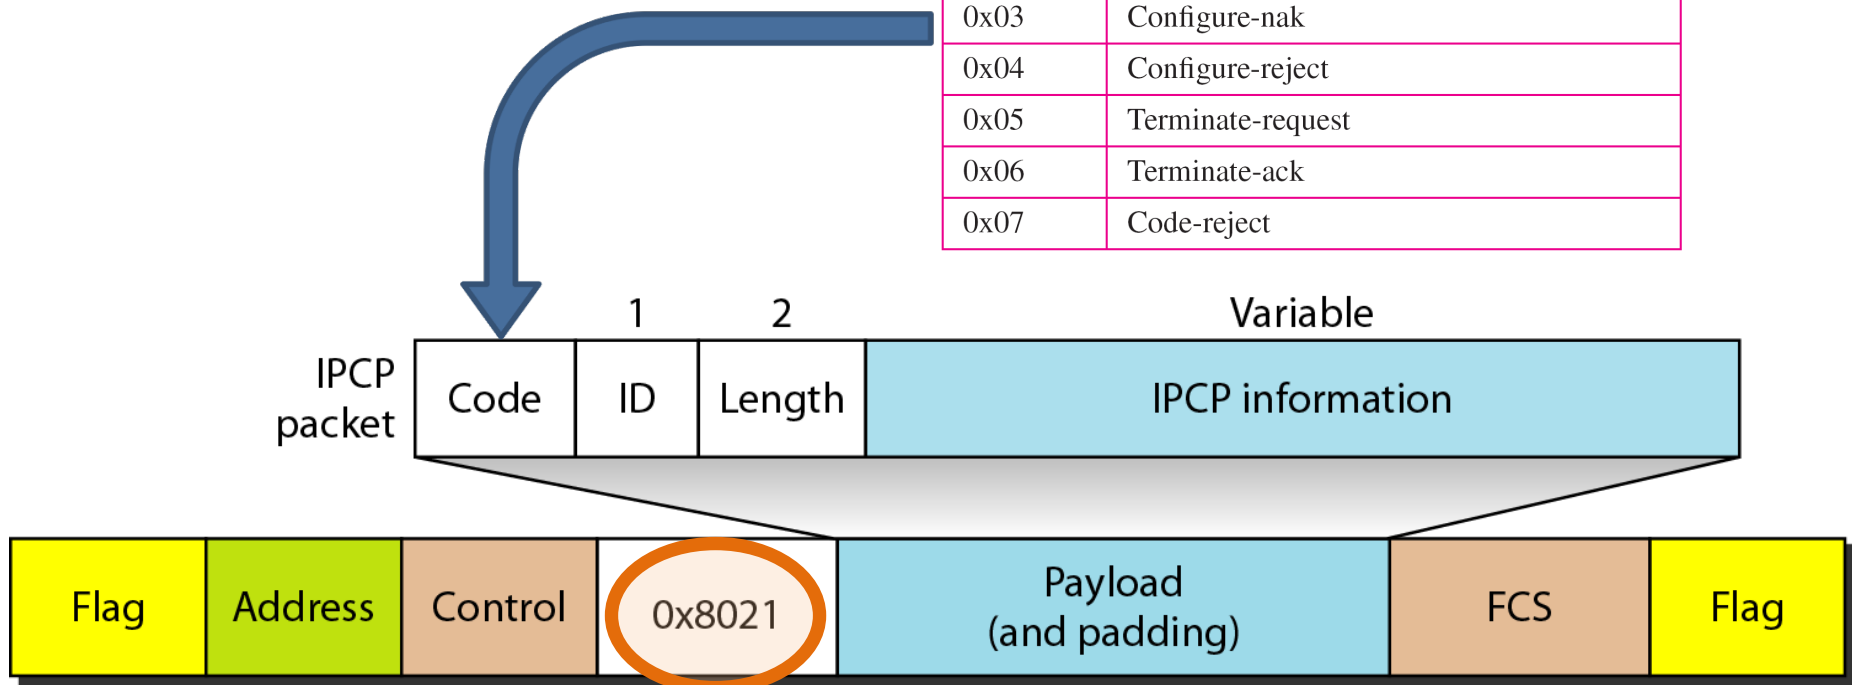 0x03 Configure-nak
0x04 Configure-reject
0x05 Terminate-request
0x06 Terminate-ack
0x07 Code-reject
1 2 Variable
IPCP
packet
Code ID Length IPCP information
Flag Address Control 0x8021 Payload
(and padding) FCS Flag